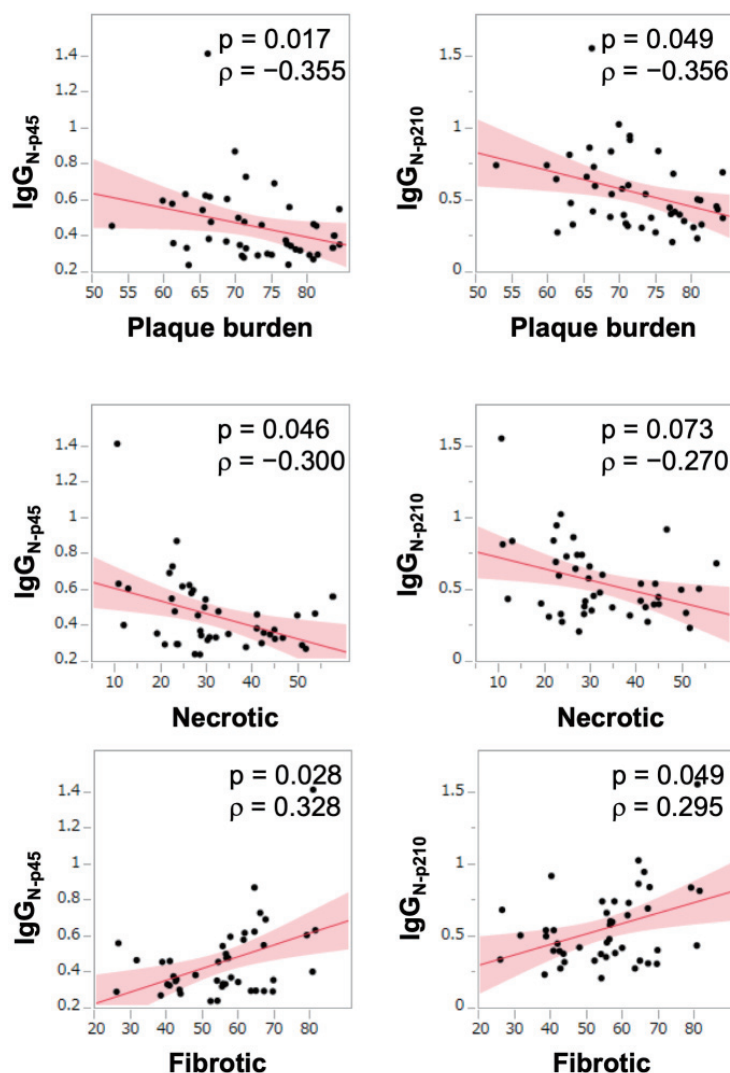 p = 0.017
ρ = −0.355
IgG N-p45
1.4
1.2
1
0.8
0.6
0.4
0.2
50 55 60 65 70 75 80
Plaque burden
p = 0.049
ρ = −0.356
IgG N-p210
1.5
1
0.5
0
50 55 60 65 70 75 80
Plaque burden
p = 0.046
ρ = −0.300
IgG N-p45
1.4
1.2
1
0.8
0.6
0.4
0.2
10 20 30 40 50
Necrotic
p = 0.073
ρ = −0.270
IgG N-p210
1.5
1
0.5
0
10 20 30 40 50
Necrotic
p = 0.028
ρ = 0.328
IgG N-p45
1.4
1.2
1
0.8
0.6
0.4
0.2
20 30 40 50 60 70 80
Fibrotic
p = 0.049
ρ = 0.295
IgG N-p210
1.5
1
0.5
0
20 30 40 50 60 70 80
Fibrotic